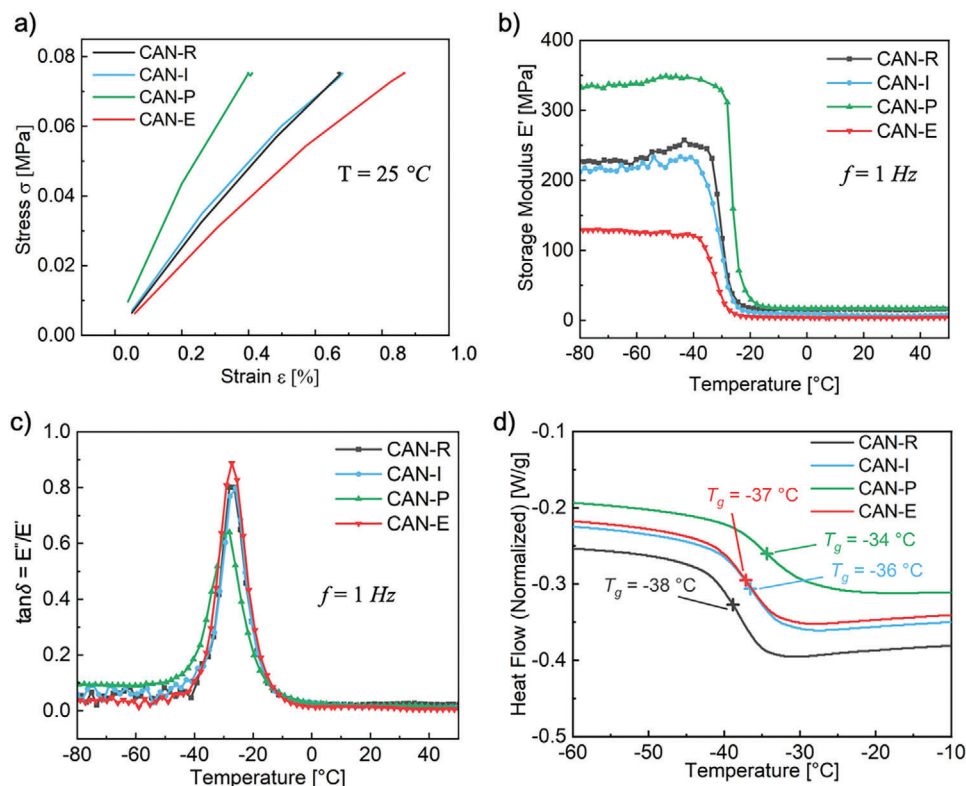 a)
CAN-R
CAN-I
CAN-P
CAN-E
T = 25 °C
Stress σ [MPa]
0.08
0.06
0.04
0.02
0.00
0.0 0.2 0.4 0.6 0.8 1.0
Strain ε [%]
b)
CAN-R
CAN-I
CAN-P
CAN-E
f = 1 Hz
Storage Modulus E' [MPa]
400
300
200
100
0
-80 -60 -40 -20 0 20 40
Temperature [°C]
c)
CAN-R
CAN-I
CAN-P
CAN-E
f = 1 Hz
tanδ = E''/E'
1.0
0.8
0.6
0.4
0.2
0.0
-80 -60 -40 -20 0 20 40
Temperature [°C]
d)
CAN-R
CAN-I
CAN-P
CAN-E
Tg = -37 °C
Tg = -34 °C
Tg = -36 °C
Tg = -38 °C
Heat Flow (Normalized) [W/g]
-0.1
-0.2
-0.3
-0.4
-0.5
-60 -50 -40 -30 -20 -10
Temperature [°C]